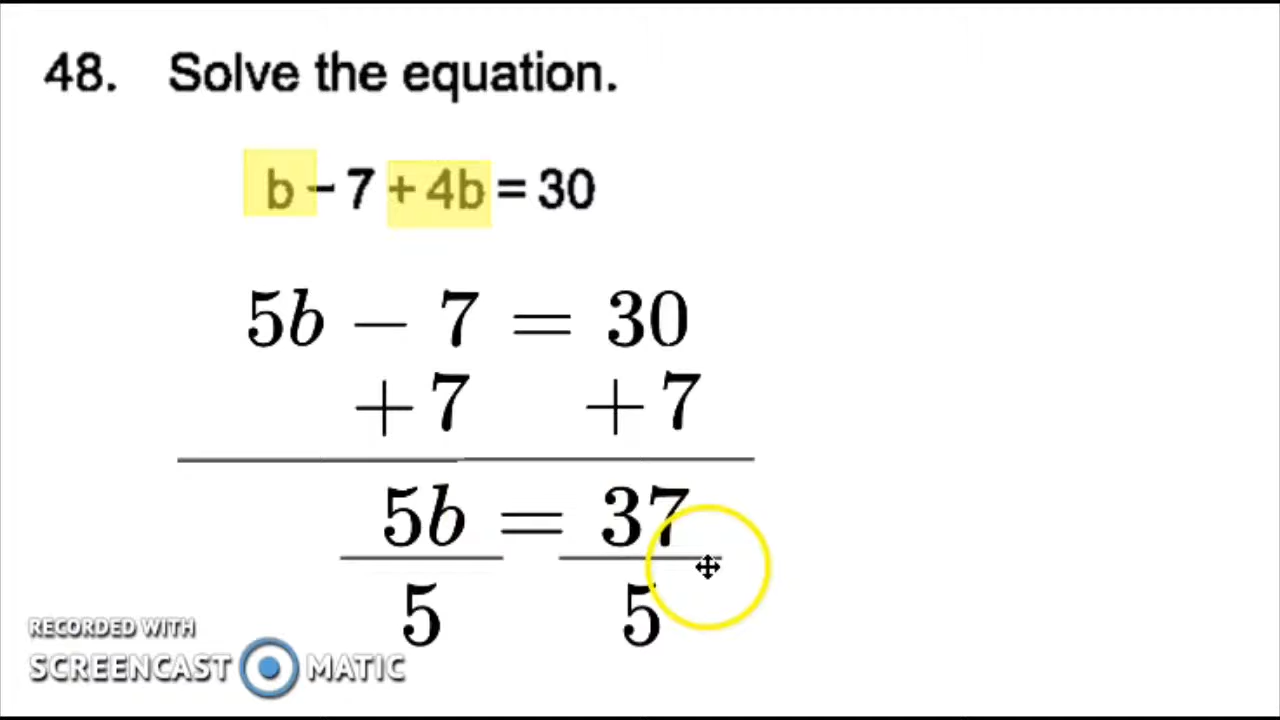 48. Solve the equation.
b – 7 + 4b = 30
5b − 7 = 30
+ 7 + 7
5b = 37
5 5
RECORDED WITH
SCREENCAST MATIC